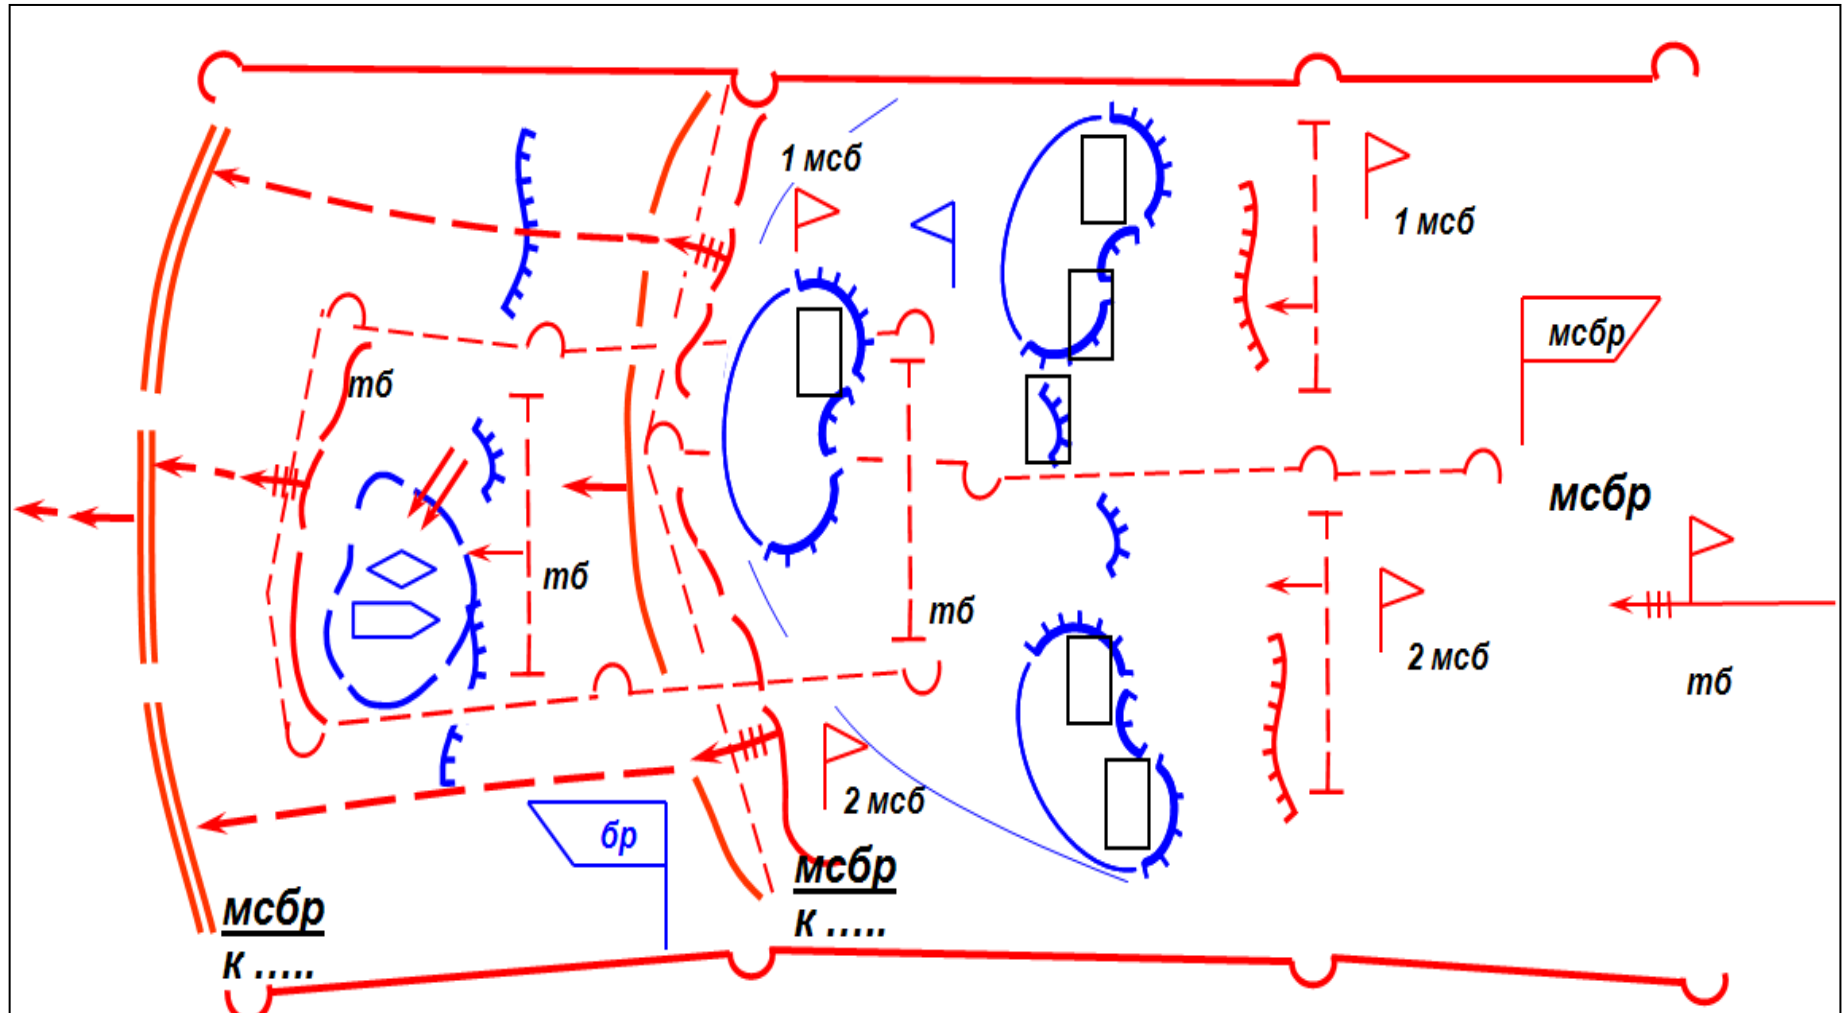 1 мсб
1 мсб
мсбр
тб
мсбр
тб
тб
2 мсб
тб
2 мсб
бр
мсбр
К .....
мсбр
К .....